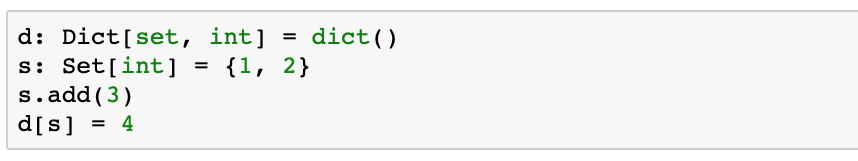 d: Dict[set, int] = dict()
s: Set[int] = {1, 2}
s.add(3)
d[s] = 4